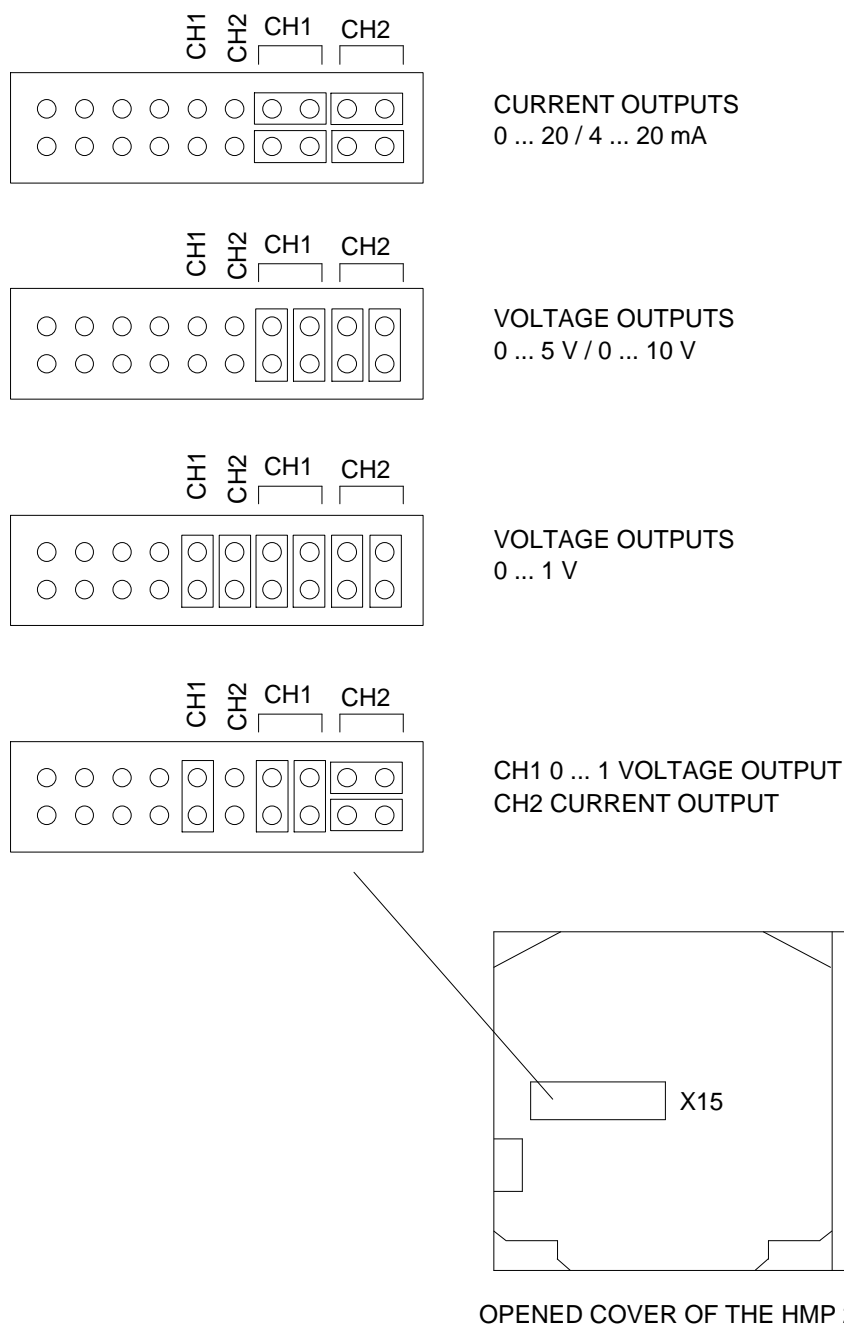 CH1 CH2 CH1 CH2
CURRENT OUTPUTS
0 ... 20 / 4 ... 20 mA
CH1 CH2 CH1 CH2
VOLTAGE OUTPUTS
0 ... 5 V / 0 ... 10 V
CH1 CH2 CH1 CH2
VOLTAGE OUTPUTS
0 ... 1 V
CH1 CH2 CH1 CH2
CH1 0 ... 1 VOLTAGE OUTPUT
CH2 CURRENT OUTPUT
X15
OPENED COVER OF THE HMP